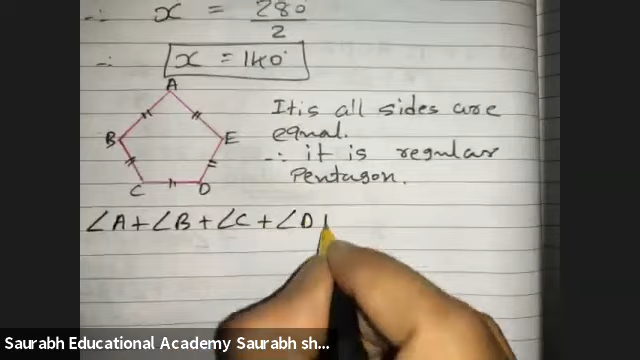 ∴ x = 280°
2
∴ x = 140°
A
It is all sides are
equal.
B
E
∴ it is regular
Pentagon.
C
D
∠A + ∠B + ∠C + ∠D
Saurabh Educational Academy Saurabh sh...